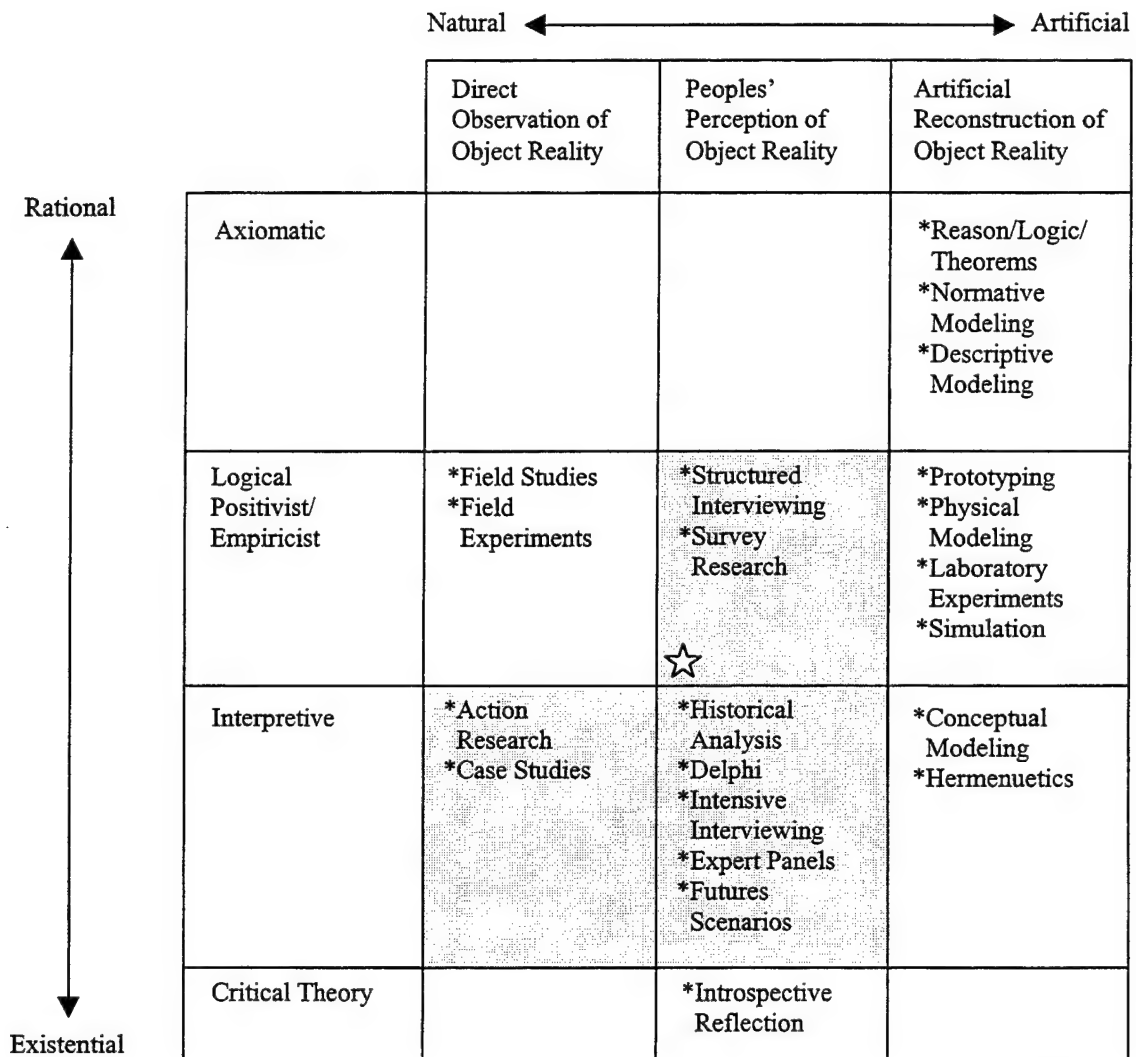 Natural Artificial
Direct
Observation of
Object Reality
Peoples’
Perception of
Object Reality
Artificial
Reconstruction of
Object Reality
Rational
Axiomatic
*Reason/Logic/
Theorems
*Normative
Modeling
*Descriptive
Modeling
Logical
Positivist/
Empiricist
*Field Studies
*Field
Experiments
*Structured
Interviewing
*Survey
Research
*Prototyping
*Physical
Modeling
*Laboratory
Experiments
*Simulation
Interpretive
*Action
Research
*Case Studies
*Historical
Analysis
*Delphi
*Intensive
Interviewing
*Expert Panels
*Futures
Scenarios
*Conceptual
Modeling
*Hermenuetics
Critical Theory
*Introspective
Reflection
Existential